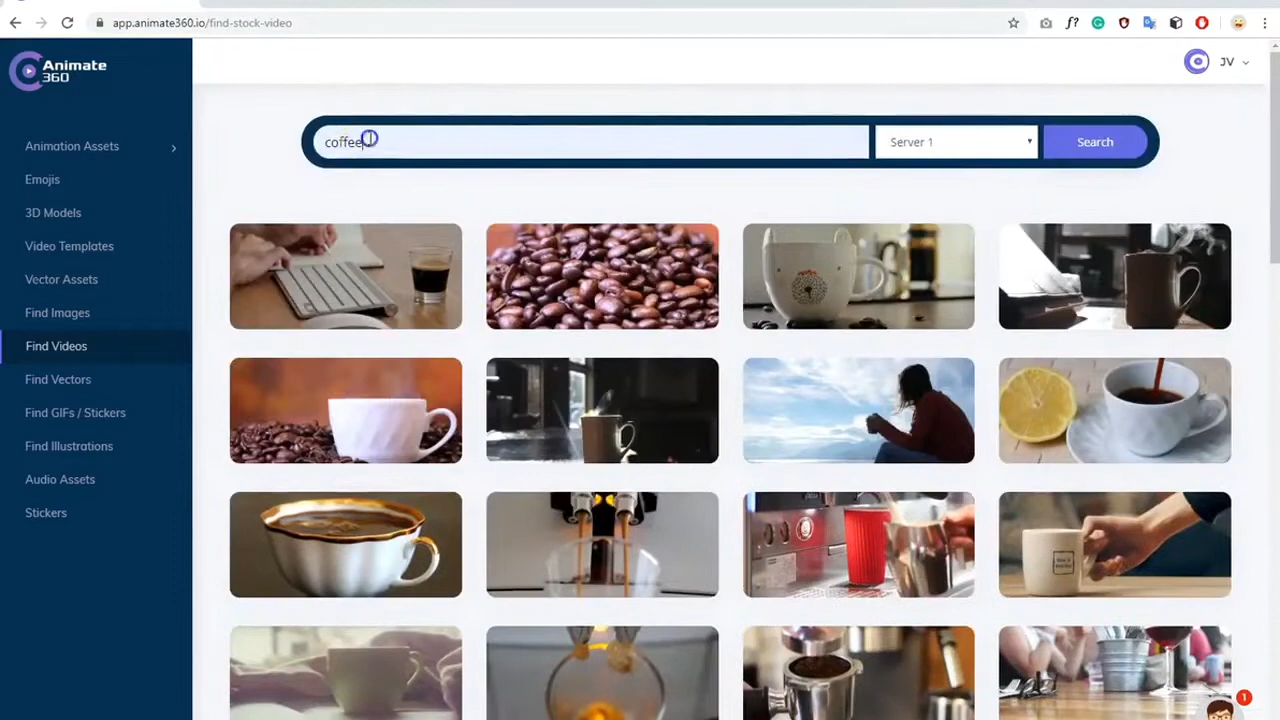 app.animate360.io/find-stock-video
Animate
360
JV
coffee
Server 1
Search
Animation Assets
Emojis
3D Models
Video Templates
Vector Assets
Find Images
Find Videos
Find Vectors
Find GIFs / Stickers
Find Illustrations
Audio Assets
Stickers
1